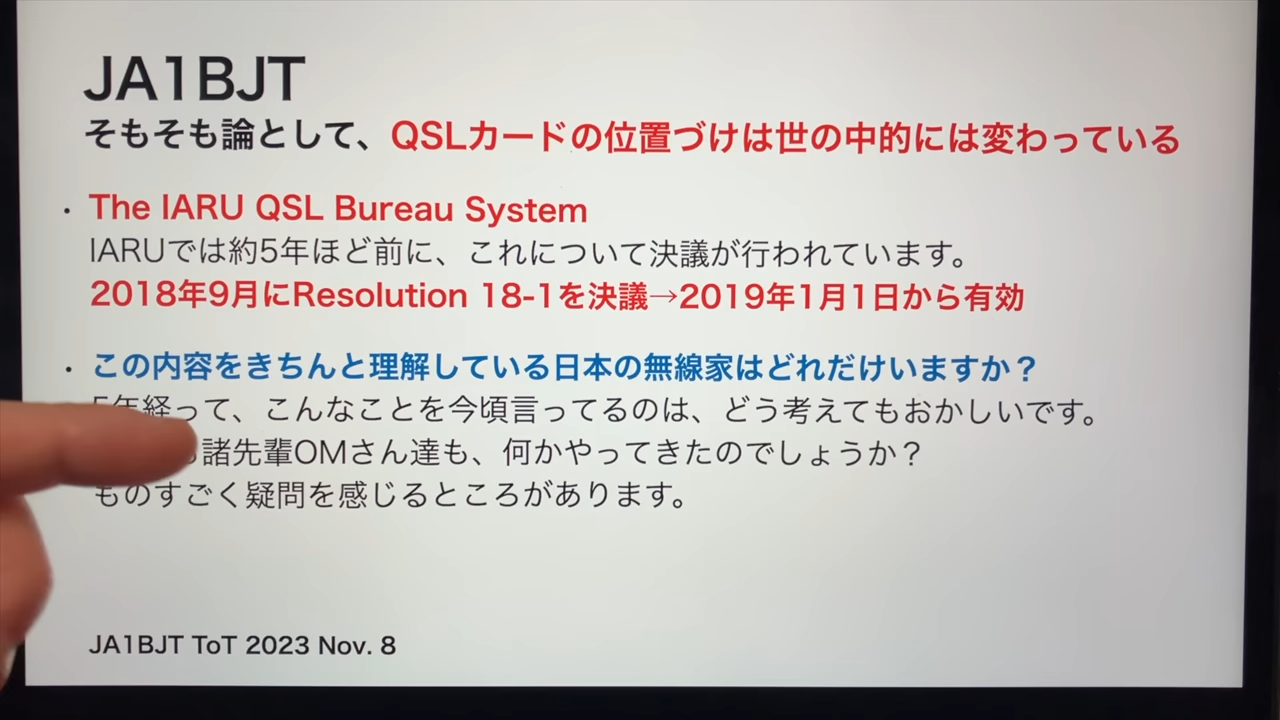 JA1BJT
そもそも論として、QSLカードの位置づけは世の中的には変わっている
・The IARU QSL Bureau System
IARUでは約5年ほど前に、これについて決議が行われています。
2018年9月にResolution 18-1を決議→2019年1月1日から有効
・この内容をきちんと理解している日本の無線家はどれだけいますか？
5年経って、こんなことを今頃言ってるのは、どう考えてもおかしいです。
諸先輩OMさん達も、何かやってきたのでしょうか？
ものすごく疑問を感じるところがあります。
JA1BJT ToT 2023 Nov. 8